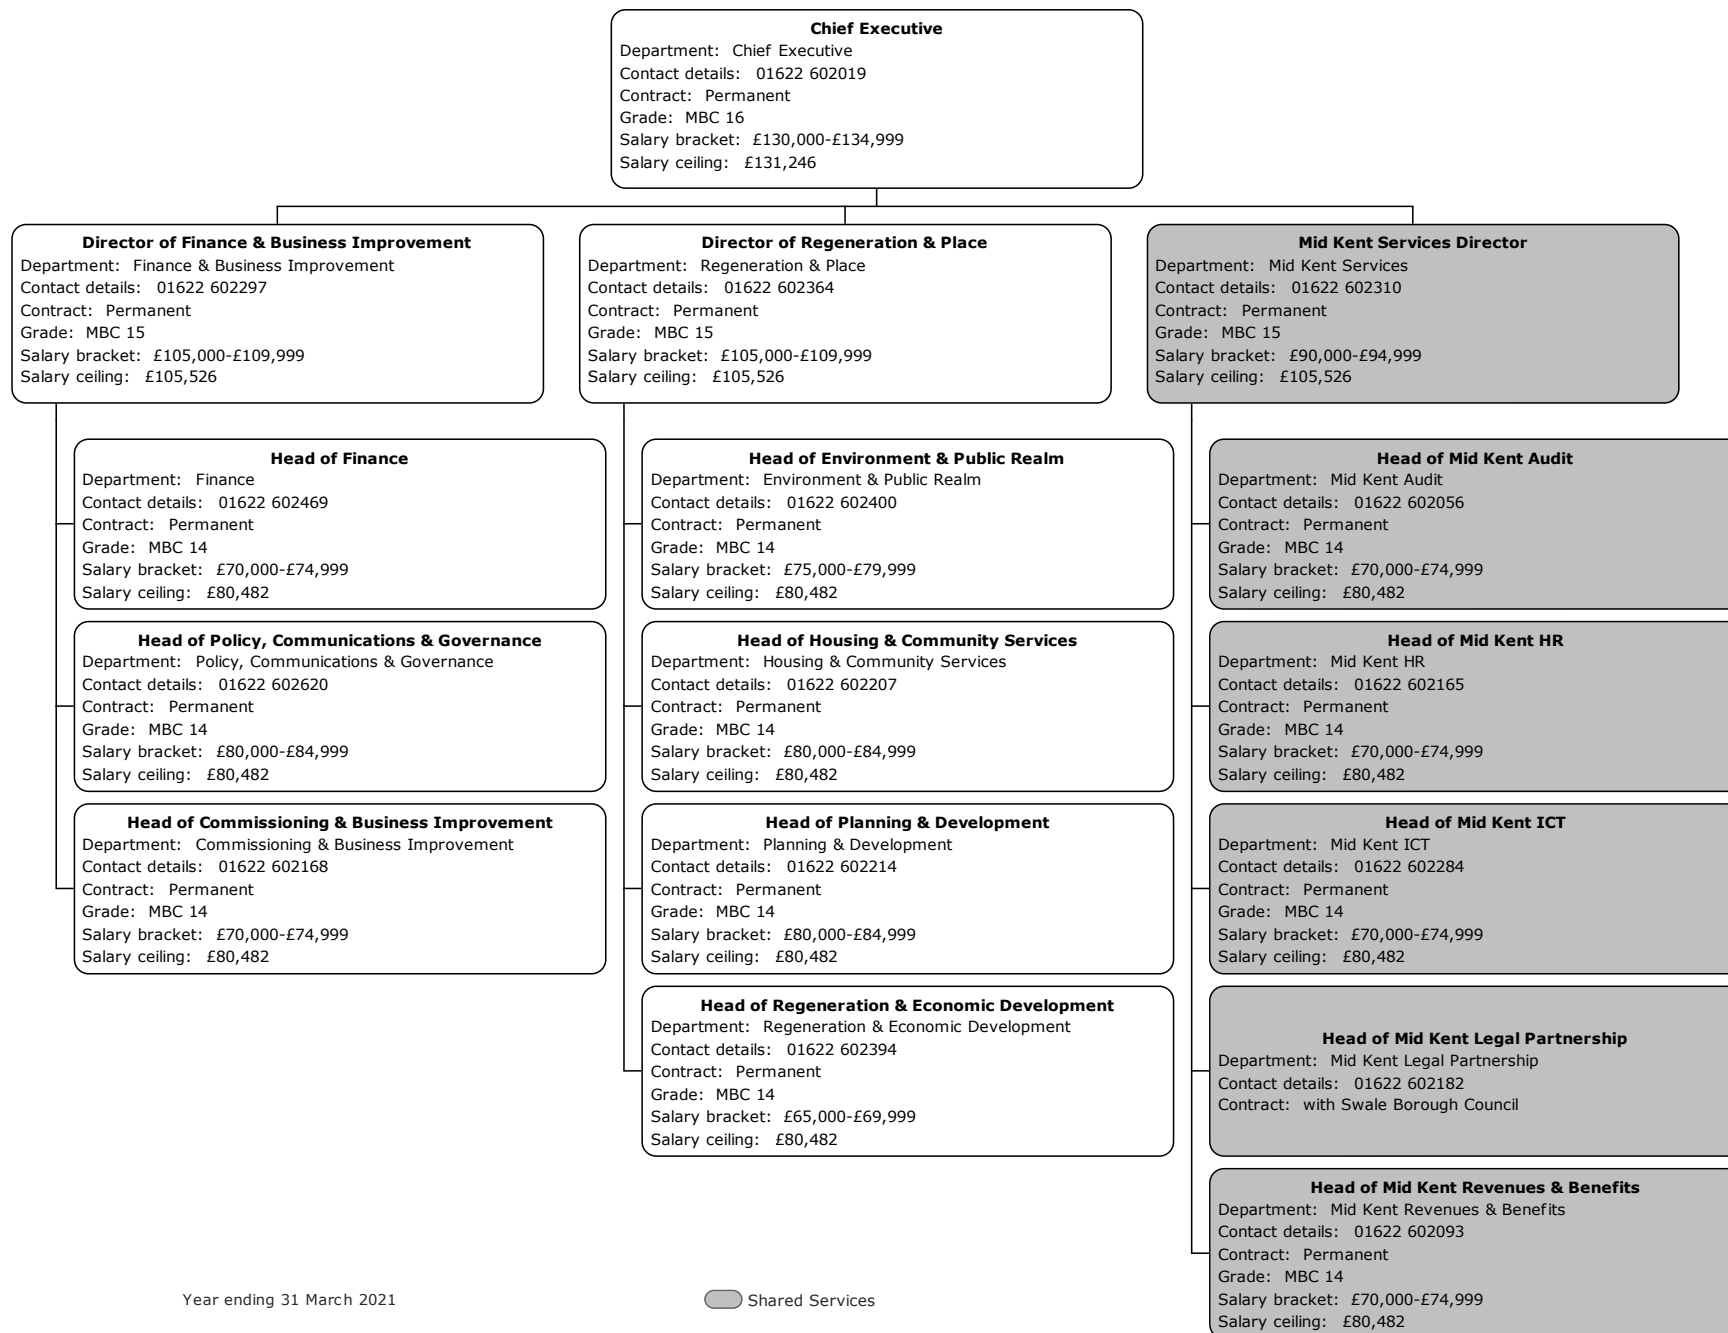 Chief Executive
Department: Chief Executive
Contact details: 01622 602019
Contract: Permanent
Grade: MBC 16
Salary bracket: £130,000-£134,999
Salary ceiling: £131,246
Director of Finance & Business Improvement
Department: Finance & Business Improvement
Contact details: 01622 602297
Contract: Permanent
Grade: MBC 15
Salary bracket: £105,000-£109,999
Salary ceiling: £105,526
Director of Regeneration & Place
Department: Regeneration & Place
Contact details: 01622 602364
Contract: Permanent
Grade: MBC 15
Salary bracket: £105,000-£109,999
Salary ceiling: £105,526
Mid Kent Services Director
Department: Mid Kent Services
Contact details: 01622 602310
Contract: Permanent
Grade: MBC 15
Salary bracket: £90,000-£94,999
Salary ceiling: £105,526
Head of Finance
Department: Finance
Contact details: 01622 602469
Contract: Permanent
Grade: MBC 14
Salary bracket: £70,000-£74,999
Salary ceiling: £80,482
Head of Policy, Communications & Governance
Department: Policy, Communications & Governance
Contact details: 01622 602620
Contract: Permanent
Grade: MBC 14
Salary bracket: £80,000-£84,999
Salary ceiling: £80,482
Head of Commissioning & Business Improvement
Department: Commissioning & Business Improvement
Contact details: 01622 602168
Contract: Permanent
Grade: MBC 14
Salary bracket: £70,000-£74,999
Salary ceiling: £80,482
Head of Environment & Public Realm
Department: Environment & Public Realm
Contact details: 01622 602400
Contract: Permanent
Grade: MBC 14
Salary bracket: £75,000-£79,999
Salary ceiling: £80,482
Head of Housing & Community Services
Department: Housing & Community Services
Contact details: 01622 602207
Contract: Permanent
Grade: MBC 14
Salary bracket: £80,000-£84,999
Salary ceiling: £80,482
Head of Planning & Development
Department: Planning & Development
Contact details: 01622 602214
Contract: Permanent
Grade: MBC 14
Salary bracket: £80,000-£84,999
Salary ceiling: £80,482
Head of Regeneration & Economic Development
Department: Regeneration & Economic Development
Contact details: 01622 602394
Contract: Permanent
Grade: MBC 14
Salary bracket: £65,000-£69,999
Salary ceiling: £80,482
Head of Mid Kent Audit
Department: Mid Kent Audit
Contact details: 01622 602056
Contract: Permanent
Grade: MBC 14
Salary bracket: £70,000-£74,999
Salary ceiling: £80,482
Head of Mid Kent HR
Department: Mid Kent HR
Contact details: 01622 602165
Contract: Permanent
Grade: MBC 14
Salary bracket: £70,000-£74,999
Salary ceiling: £80,482
Head of Mid Kent ICT
Department: Mid Kent ICT
Contact details: 01622 602284
Contract: Permanent
Grade: MBC 14
Salary bracket: £70,000-£74,999
Salary ceiling: £80,482
Head of Mid Kent Legal Partnership
Department: Mid Kent Legal Partnership
Contact details: 01622 602182
Contract: with Swale Borough Council
Head of Mid Kent Revenues & Benefits
Department: Mid Kent Revenues & Benefits
Contact details: 01622 602093
Contract: Permanent
Grade: MBC 14
Salary bracket: £70,000-£74,999
Salary ceiling: £80,482
Year ending 31 March 2021
Shared Services